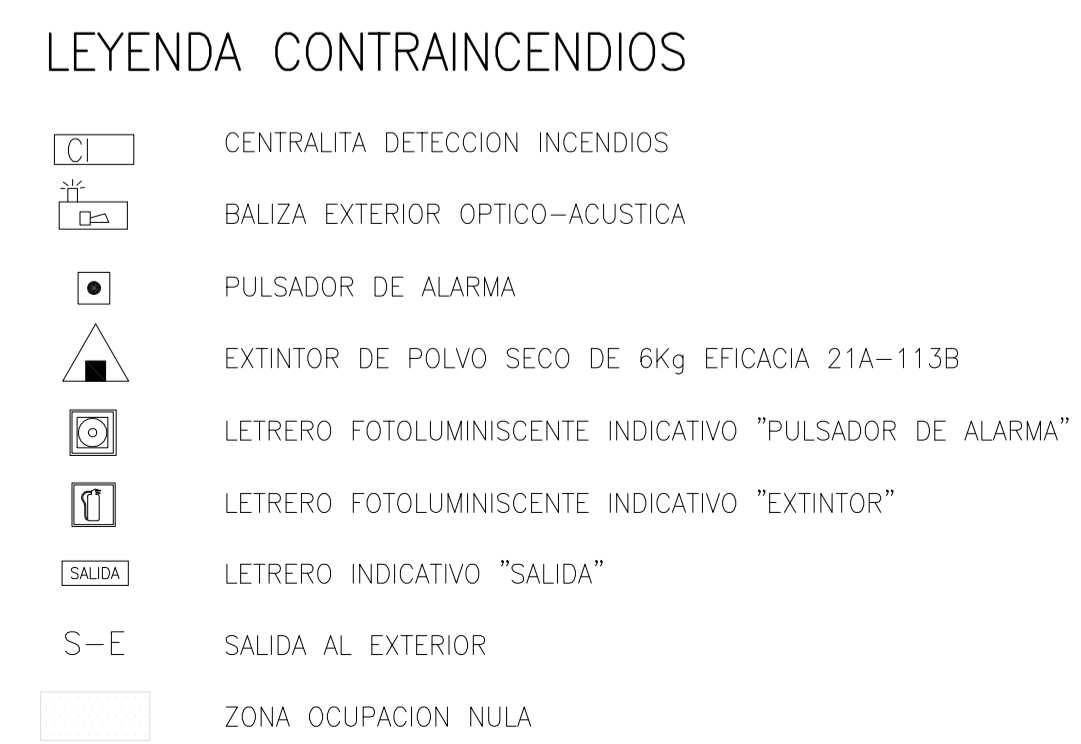 LEYENDA CONTRAINCENDIOS
CI CENTRALITA DETECCION INCENDIOS
BALIZA EXTERIOR OPTICO-ACUSTICA
PULSADOR DE ALARMA
EXTINTOR DE POLVO SECO DE 6Kg EFICACIA 21A-113B
LETRERO FOTOLUMINISCENTE INDICATIVO "PULSADOR DE ALARMA"
LETRERO FOTOLUMINISCENTE INDICATIVO "EXTINTOR"
SALIDA LETRERO INDICATIVO "SALIDA"
S-E SALIDA AL EXTERIOR
ZONA OCUPACION NULA